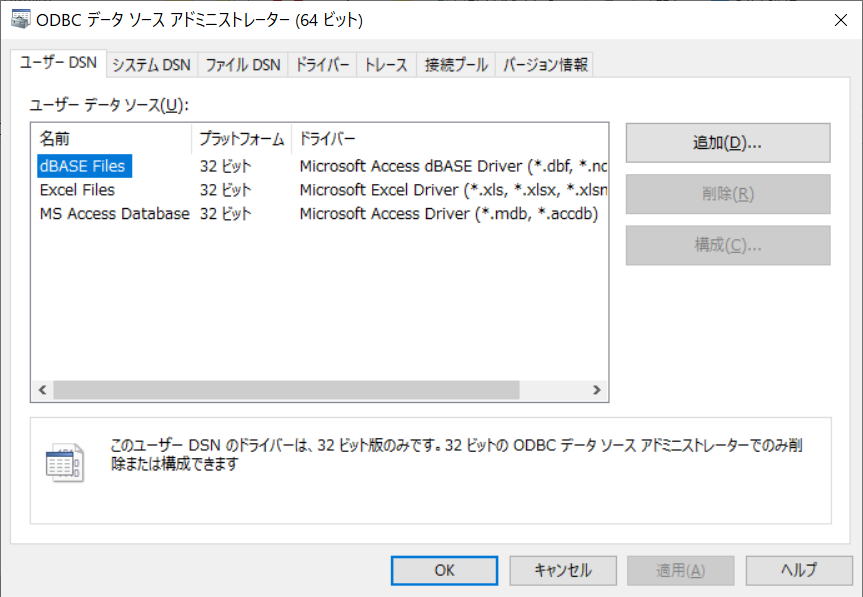 ODBC データ ソース アドミニストレーター (64 ビット)
ユーザー DSN システム DSN ファイル DSN ドライバー トレース 接続プール バージョン情報
ユーザー データ ソース(U):
名前 プラットフォーム ドライバー
dBASE Files 32 ビット Microsoft Access dBASE Driver (*.dbf, *.nd
Excel Files 32 ビット Microsoft Excel Driver (*.xls, *.xlsx, *.xlsm
MS Access Database 32 ビット Microsoft Access Driver (*.mdb, *.accdb)
追加(D)...
削除(R)
構成(C)...
このユーザー DSN のドライバーは、32 ビット版のみです。32 ビットの ODBC データ ソース アドミニストレーターでのみ削
除または構成できます
OK キャンセル 適用(A) ヘルプ